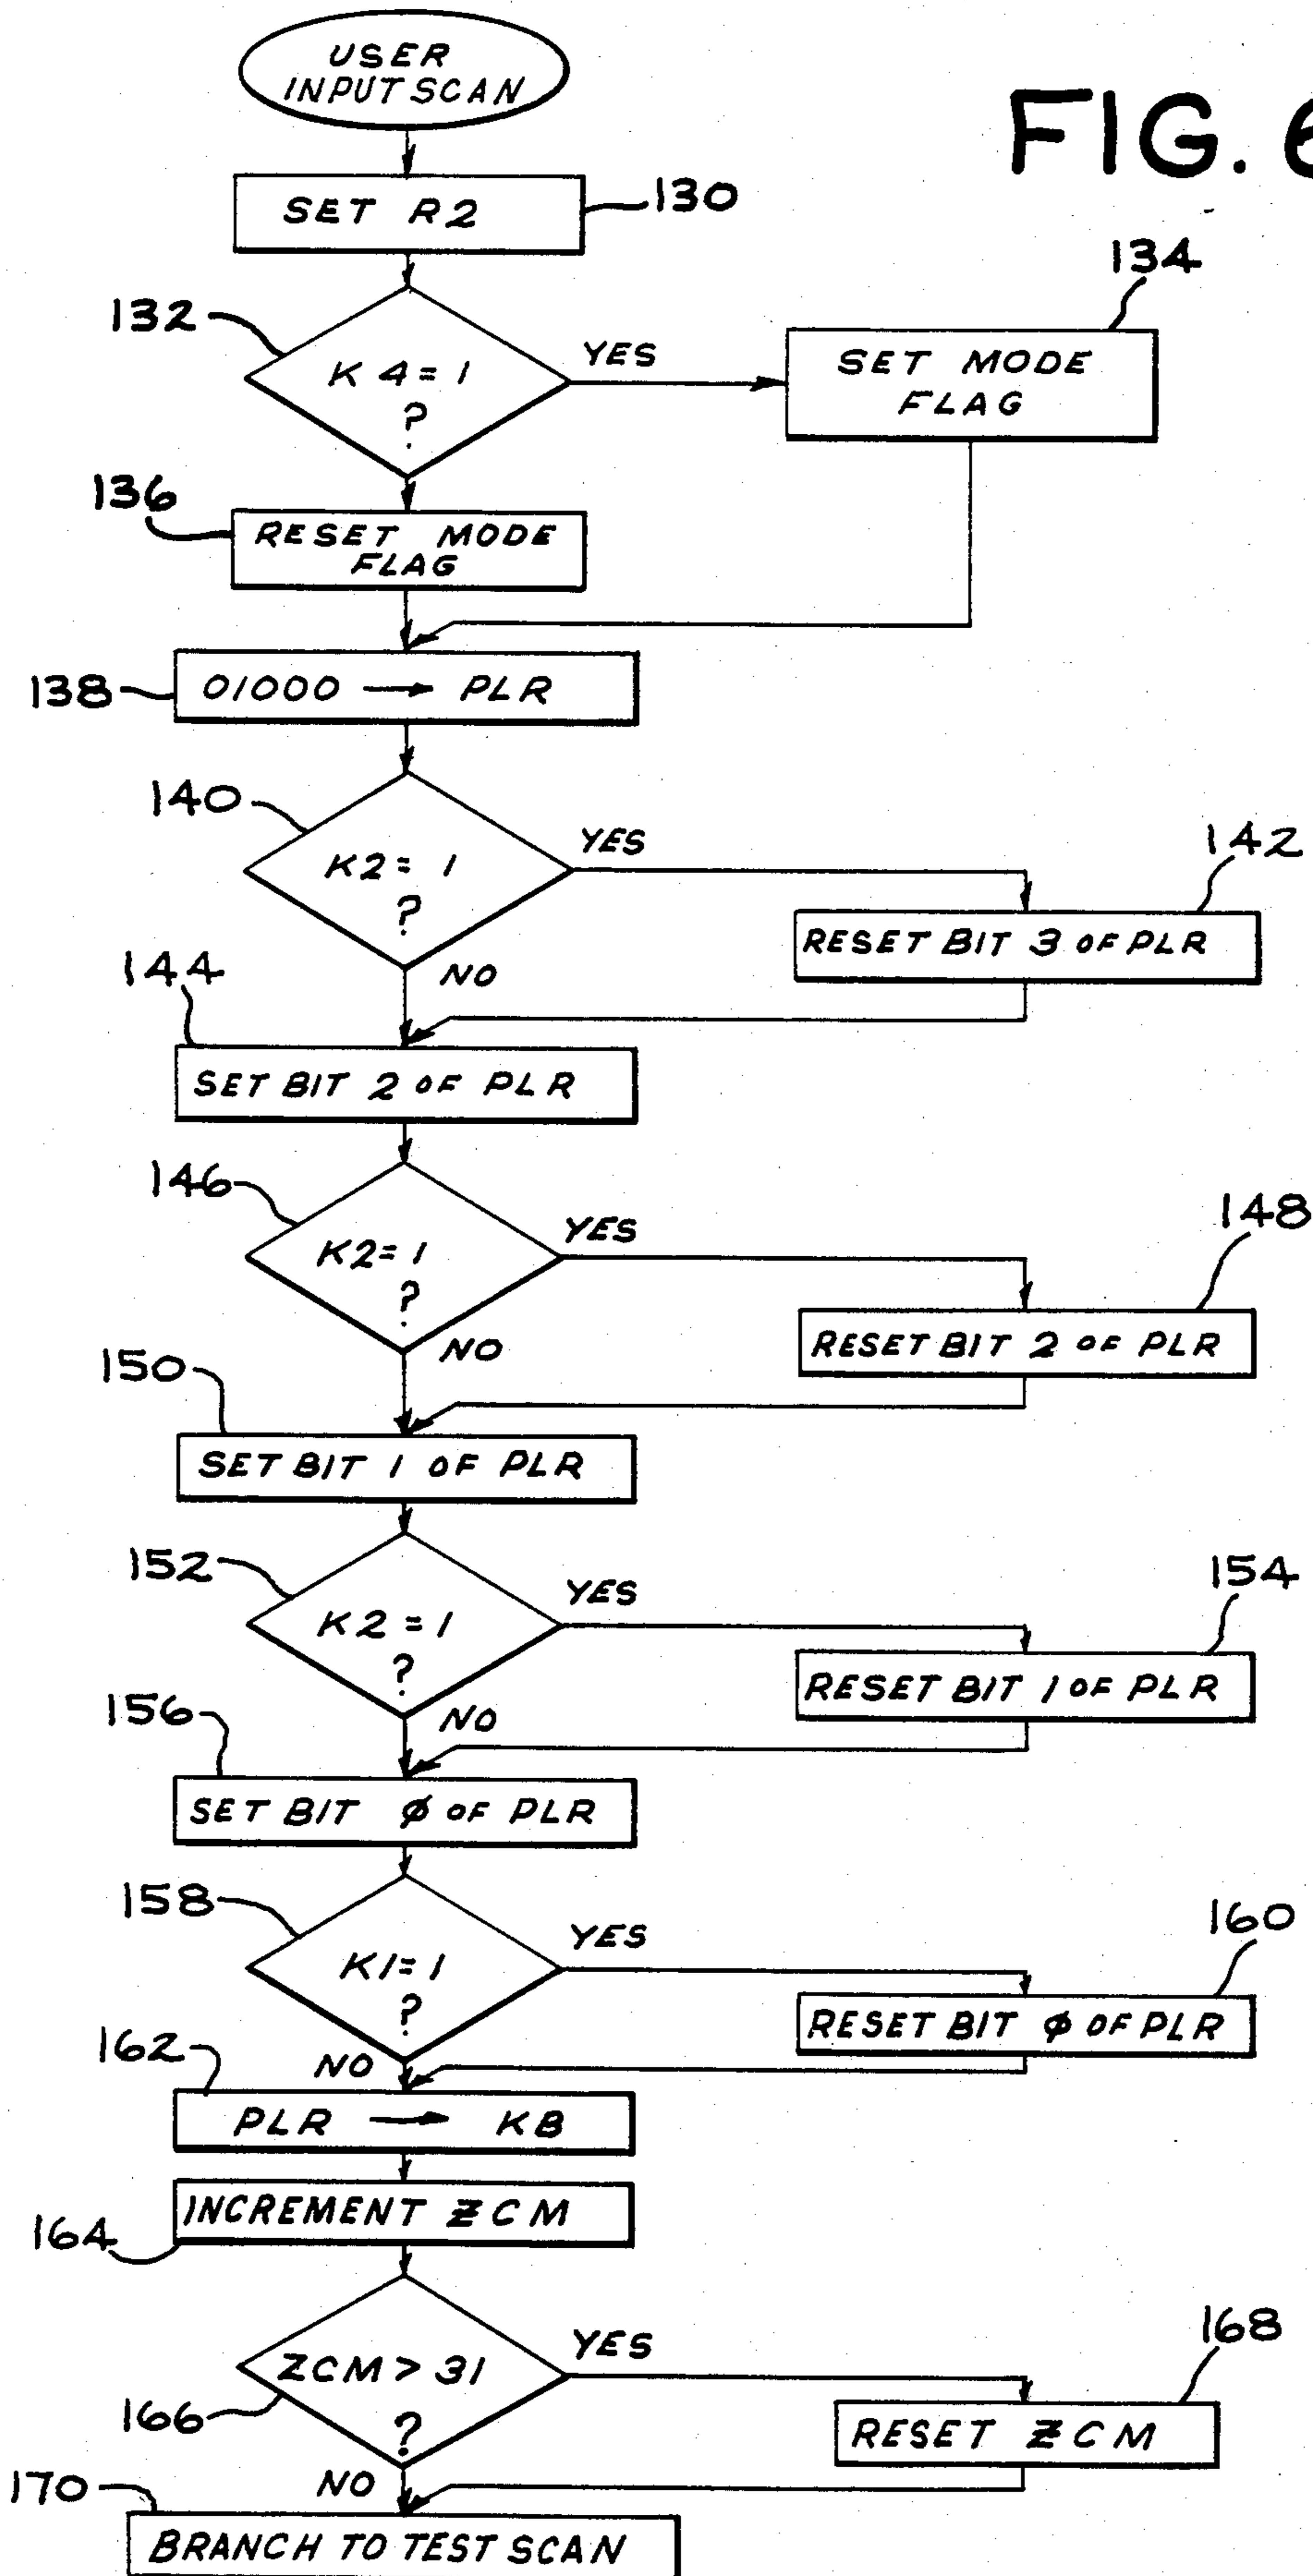 USER
INPUT SCAN
FIG. 6
SET R2
130
134
132
K4 = 1
?
YES
SET MODE
FLAG
136
RESET MODE
FLAG
138
01000 → PLR
140
K2 = 1
?
YES
142
RESET BIT 3 OF PLR
NO
144
SET BIT 2 OF PLR
146
K2 = 1
?
YES
148
RESET BIT 2 OF PLR
NO
150
SET BIT 1 OF PLR
152
K2 = 1
?
YES
154
RESET BIT 1 OF PLR
NO
156
SET BIT ϕ OF PLR
158
K1 = 1
?
YES
160
RESET BIT ϕ OF PLR
NO
162
PLR → KB
INCREMENT ZCM
164
ZCM > 31
?
YES
166
168
RESET ZCM
NO
170
BRANCH TO TEST SCAN